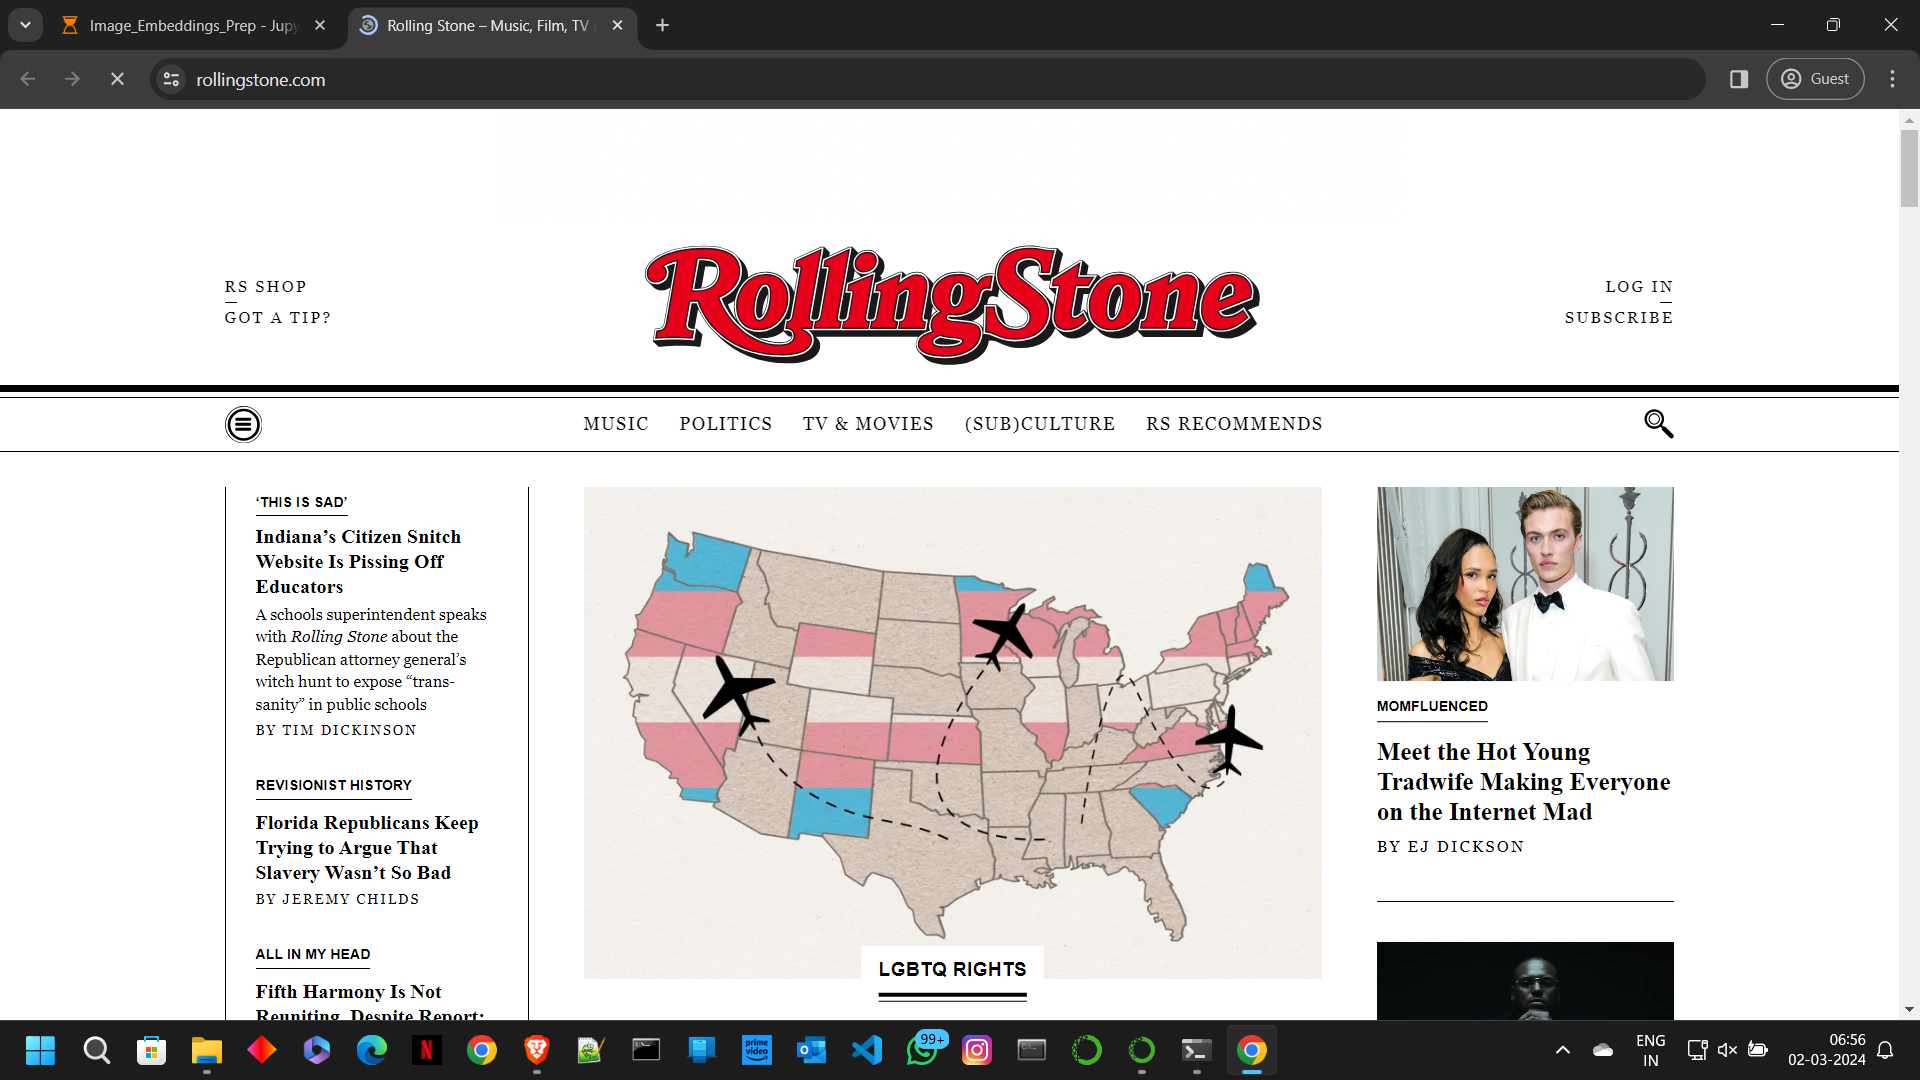 Image_Embeddings_Prep - Jupy
Rolling Stone – Music, Film, TV
rollingstone.com
Guest
RS SHOP
GOT A TIP?
RollingStone
LOG IN
SUBSCRIBE
MUSIC
POLITICS
TV & MOVIES
(SUB)CULTURE
RS RECOMMENDS
‘THIS IS SAD’
Indiana’s Citizen Snitch
Website Is Pissing Off
Educators
A schools superintendent speaks
with Rolling Stone about the
Republican attorney general’s
witch hunt to expose “trans-
sanity” in public schools
BY TIM DICKINSON
REVISIONIST HISTORY
Florida Republicans Keep
Trying to Argue That
Slavery Wasn’t So Bad
BY JEREMY CHILDS
ALL IN MY HEAD
Fifth Harmony Is Not
Reuniting, Despite Report:
LGBTQ RIGHTS
MOMFLUENCED
Meet the Hot Young
Tradwife Making Everyone
on the Internet Mad
BY EJ DICKSON
prime
video
99+
ENG
IN
06:56
02-03-2024